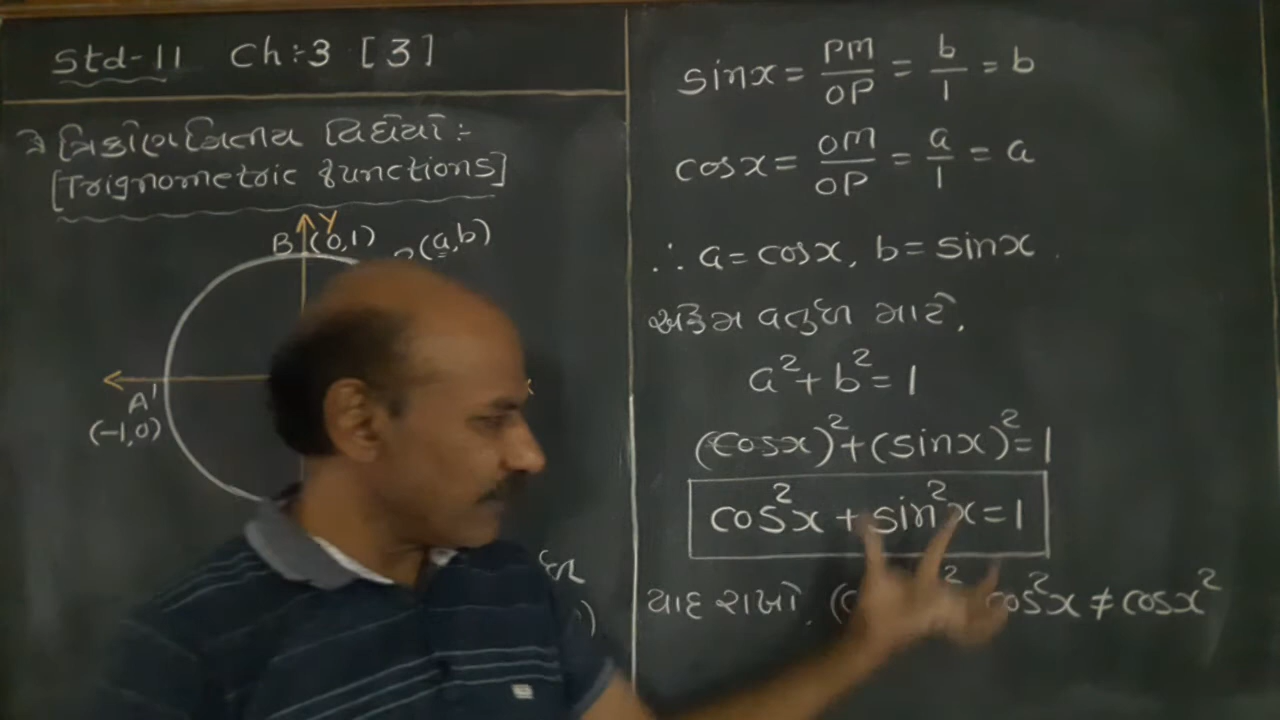 Std-11 Ch:-3 [3]
ત્રિકોણમિતીય વિધેયો :-
[Trignometric functions]
Y
B (0,1)
(a,b)
A'
(-1,0)
sinx = PM/OP = b/1 = b
cosx = OM/OP = a/1 = a
∴ a = cosx, b = sinx
એકમ વર્તુળ માટે,
a² + b² = 1
(cosx)² + (sinx)² = 1
cos²x + sin²x = 1
યાદ રાખો, cos²x ≠ cosx²